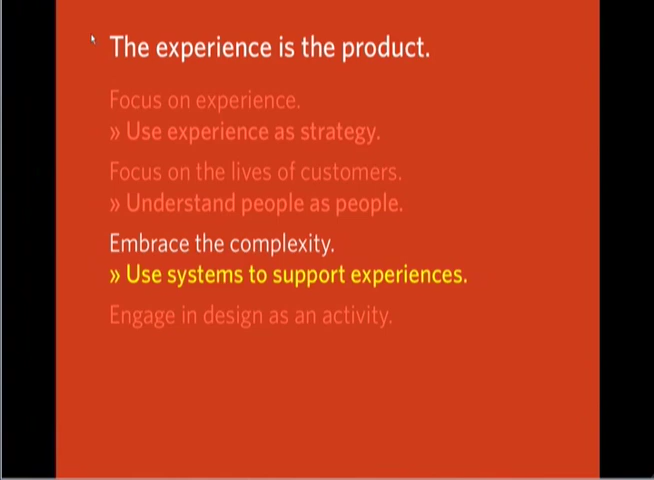 The experience is the product.
Focus on experience.
» Use experience as strategy.
Focus on the lives of customers.
» Understand people as people.
Embrace the complexity.
» Use systems to support experiences.
Engage in design as an activity.